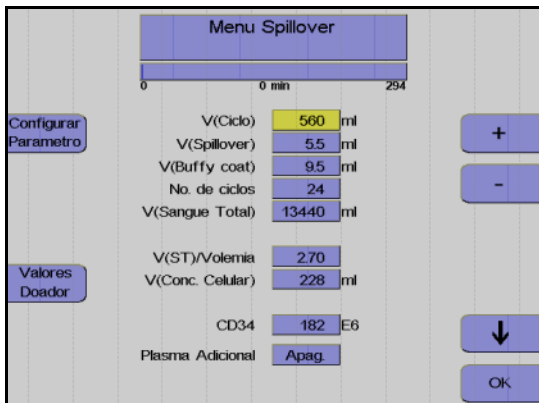 Menu Spillover
0 0 min 294
Configurar
Parametro
V(Ciclo) 560 ml
+
V(Spillover) 5.5 ml
V(Buffy coat) 9.5 ml
-
No. de ciclos 24
V(Sangue Total) 13440 ml
V(ST)/Volemia 2.70
Valores
Doador
V(Conc. Celular) 228 ml
CD34 182 E6
↓
Plasma Adicional Apag.
OK